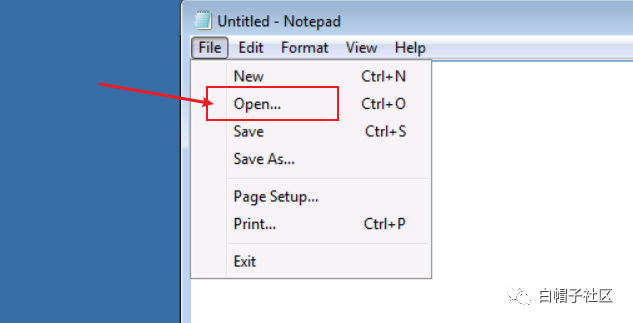 Untitled - Notepad
File Edit Format View Help
New Ctrl+N
Open... Ctrl+O
Save Ctrl+S
Save As...
Page Setup...
Print... Ctrl+P
Exit
白帽子社区